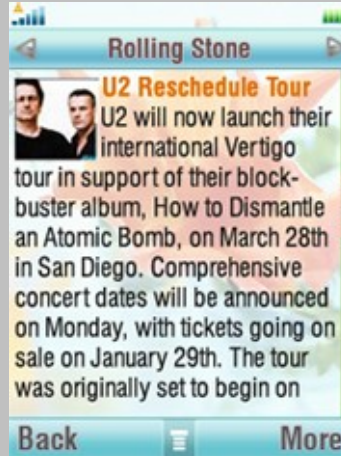 Rolling Stone
U2 Reschedule Tour
U2 will now launch their
international Vertigo
tour in support of their block-
buster album, How to Dismantle
an Atomic Bomb, on March 28th
in San Diego. Comprehensive
concert dates will be announced
on Monday, with tickets going on
sale on January 29th. The tour
was originally set to begin on
Back More